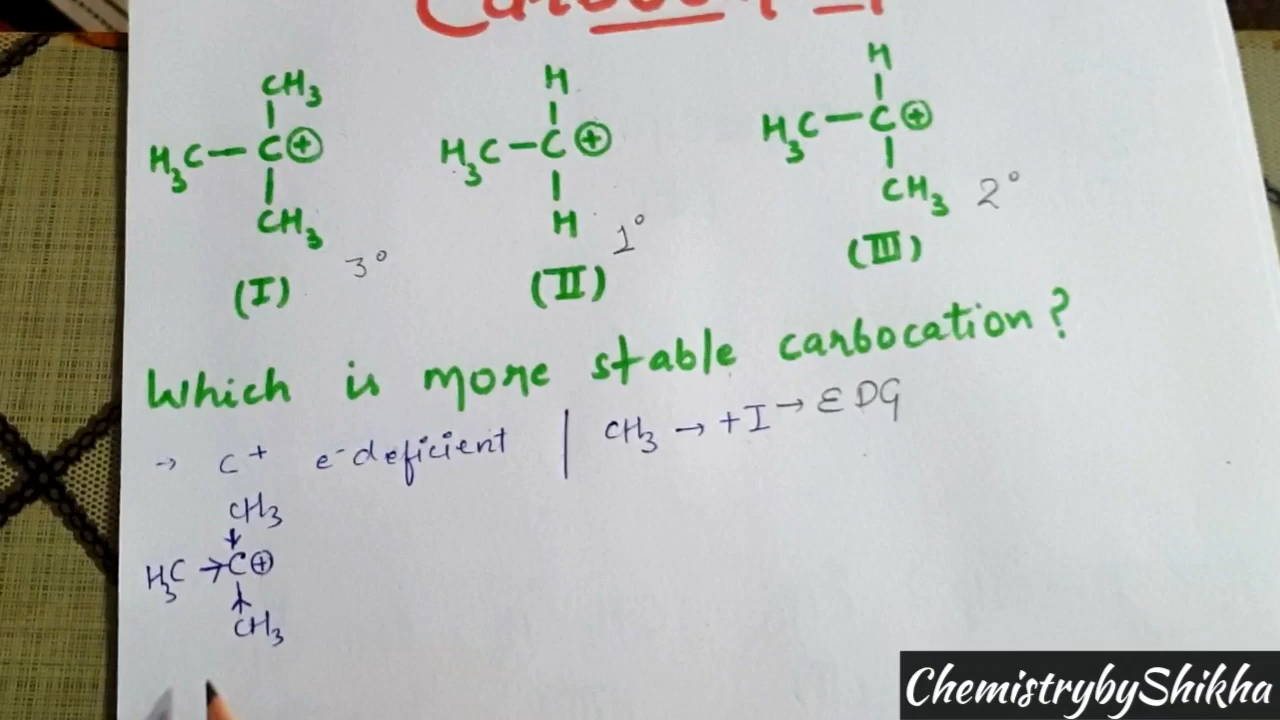 CH3 H H
H3C-C⊕ H3C-C⊕ H3C-C⊕
CH3 H CH3
3° 1° 2°
(I) (II) (III)
Which is more stable carbocation?
→ C+ e-deficient | CH3 → +I → EDG
CH3
↓
H3C → C⊕
↑
CH3
ChemistrybyShikha